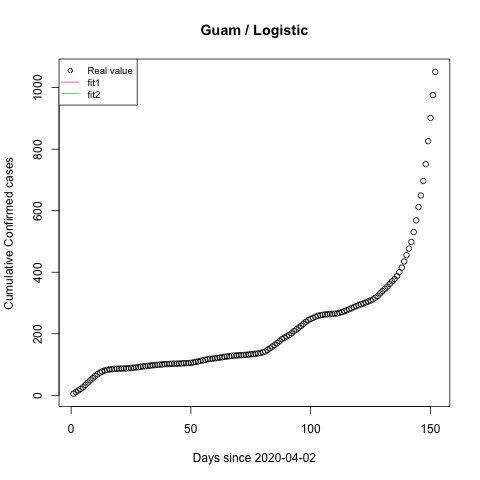 Guam / Logistic
Real value
fit1
fit2
Cumulative Confirmed cases
1000
800
600
400
200
0
0 50 100 150
Days since 2020-04-02